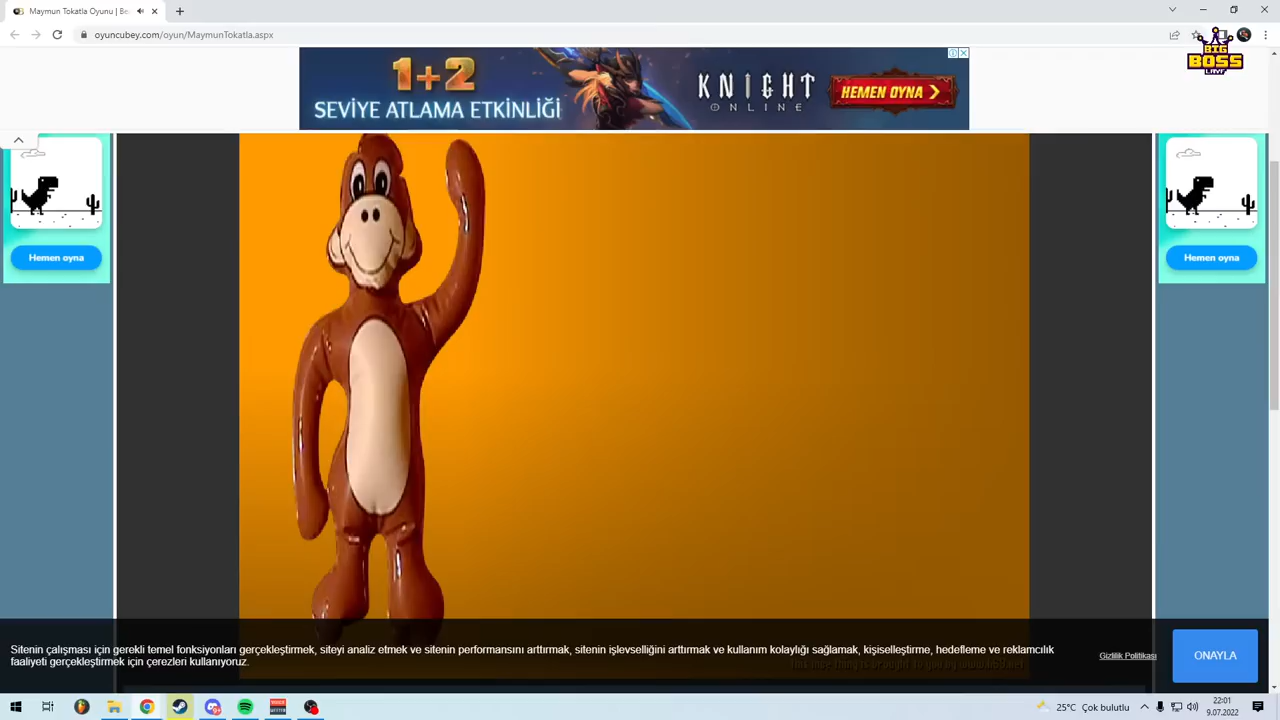 Maymun Tokatla Oyunu | Be
oyuncubey.com/oyun/MaymunTokatla.aspx
BIG
BOSS
1+2
SEVİYE ATLAMA ETKİNLİĞİ
KNIGHT
ONLINE
HEMEN OYNA
Hemen oyna
Hemen oyna
Sitenin çalışması için gerekli temel fonksiyonları gerçekleştirmek, siteyi analiz etmek ve sitenin performansını arttırmak, sitenin işlevselliğini arttırmak ve kullanım kolaylığı sağlamak, kişiselleştirme, hedefleme ve reklamcılık
faaliyeti gerçekleştirmek için çerezleri kullanıyoruz.
Gizlilik Politikası
ONAYLA
25°C Çok bulutlu
22:01
9.07.2022